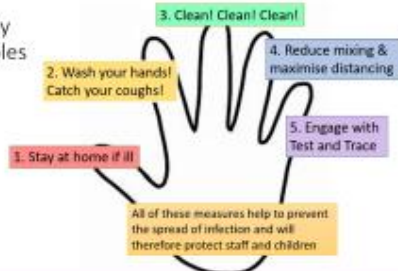 3. Clean! Clean! Clean!
2. Wash your hands!
Catch your coughs!
4. Reduce mixing &
maximise distancing
5. Engage with
Test and Trace
1. Stay at home if ill
All of these measures help to prevent
the spread of infection and will
therefore protect staff and children